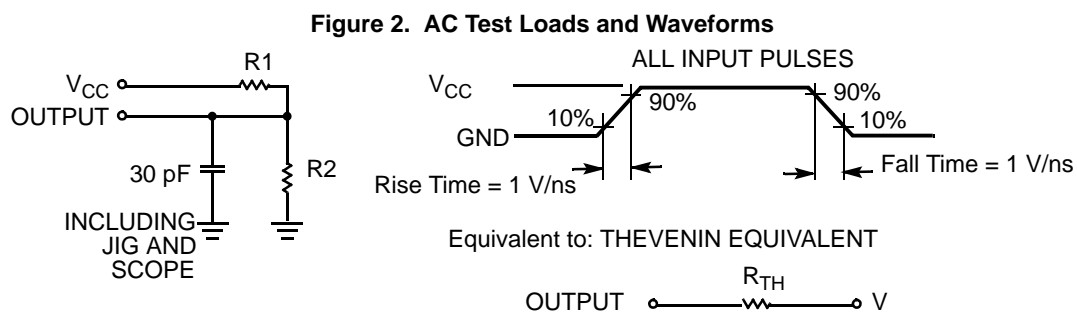 Figure 2. AC Test Loads and Waveforms
R1
VCC
OUTPUT
30 pF
R2
INCLUDING
JIG AND
SCOPE
ALL INPUT PULSES
VCC
GND
10%
90%
90%
10%
Rise Time = 1 V/ns
Fall Time = 1 V/ns
Equivalent to: THEVENIN EQUIVALENT
RTH
OUTPUT
V